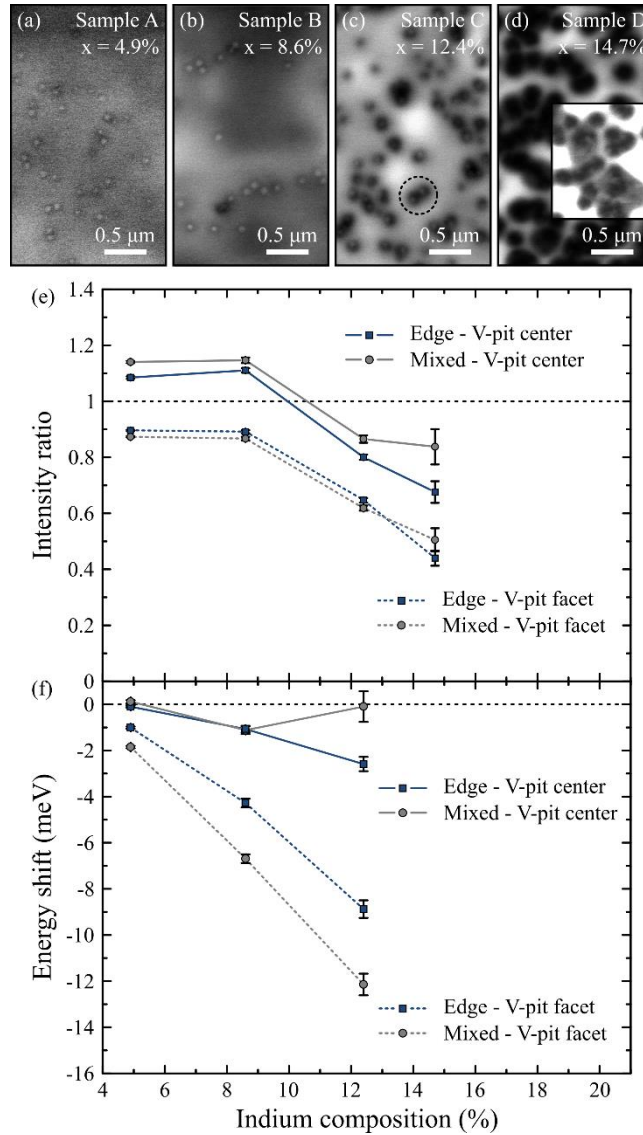 (a) Sample A
x = 4.9%
0.5 μm
(b) Sample B
x = 8.6%
0.5 μm
(c) Sample C
x = 12.4%
0.5 μm
(d) Sample D
x = 14.7%
0.5 μm
(e)
1.4
1.2
1
0.8
0.6
0.4
0.2
0
Intensity ratio
Edge - V-pit center
Mixed - V-pit center
Edge - V-pit facet
Mixed - V-pit facet
(f)
0
-2
-4
-6
-8
-10
-12
-14
-16
Energy shift (meV)
Edge - V-pit center
Mixed - V-pit center
Edge - V-pit facet
Mixed - V-pit facet
4 6 8 10 12 14 16 18 20
Indium composition (%)